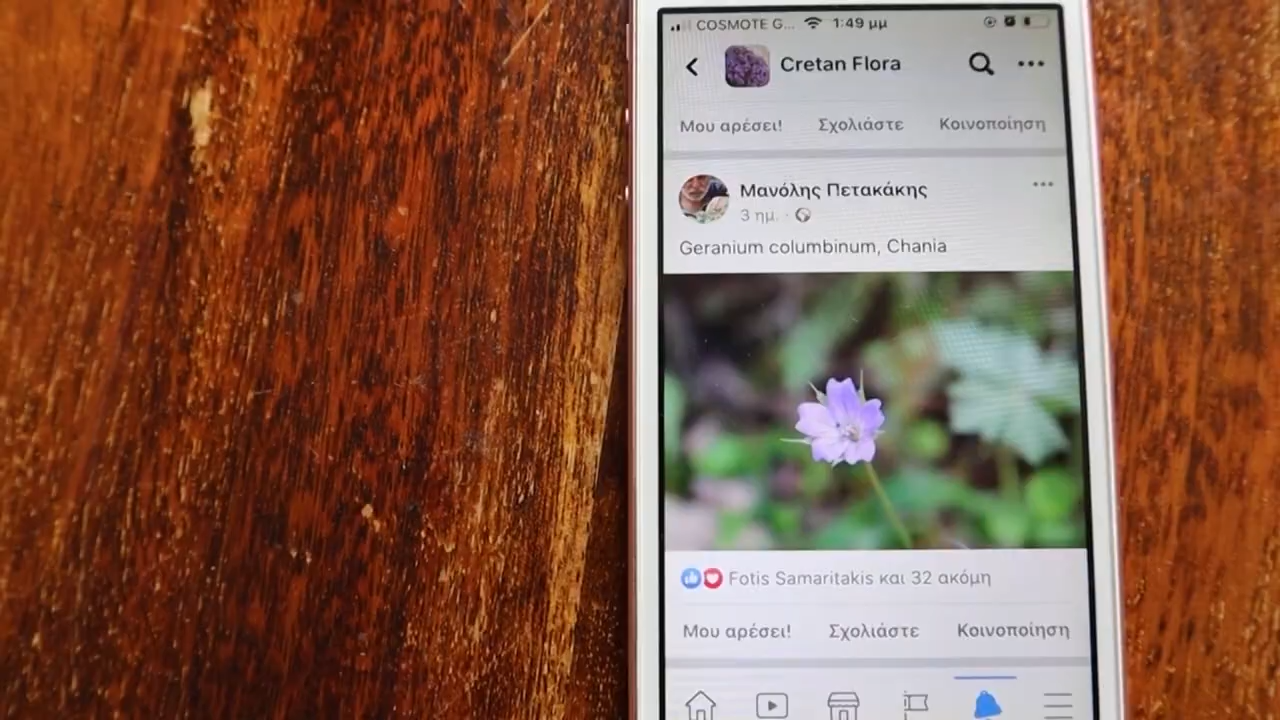 COSMOTE G... 1:49 μμ
Cretan Flora
Μου αρέσει! Σχολιάστε Κοινοποίηση
Μανόλης Πετακάκης
3 ημ. ·
Geranium columbinum, Chania
Fotis Samaritakis και 32 ακόμη
Μου αρέσει! Σχολιάστε Κοινοποίηση